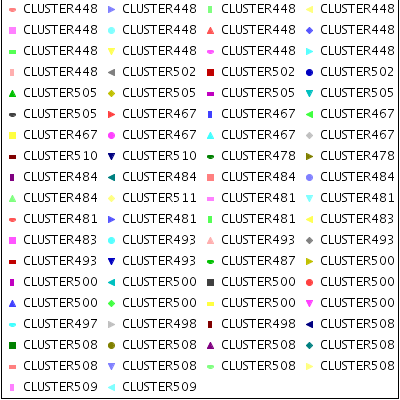 CLUSTER448 CLUSTER448 CLUSTER448 CLUSTER448
CLUSTER448 CLUSTER448 CLUSTER448 CLUSTER448
CLUSTER448 CLUSTER448 CLUSTER448 CLUSTER448
CLUSTER448 CLUSTER502 CLUSTER502 CLUSTER502
CLUSTER505 CLUSTER505 CLUSTER505 CLUSTER505
CLUSTER505 CLUSTER467 CLUSTER467 CLUSTER467
CLUSTER467 CLUSTER467 CLUSTER467 CLUSTER467
CLUSTER510 CLUSTER510 CLUSTER478 CLUSTER478
CLUSTER484 CLUSTER484 CLUSTER484 CLUSTER484
CLUSTER484 CLUSTER511 CLUSTER481 CLUSTER481
CLUSTER481 CLUSTER481 CLUSTER481 CLUSTER483
CLUSTER483 CLUSTER493 CLUSTER493 CLUSTER493
CLUSTER493 CLUSTER493 CLUSTER487 CLUSTER500
CLUSTER500 CLUSTER500 CLUSTER500 CLUSTER500
CLUSTER500 CLUSTER500 CLUSTER500 CLUSTER500
CLUSTER497 CLUSTER498 CLUSTER498 CLUSTER508
CLUSTER508 CLUSTER508 CLUSTER508 CLUSTER508
CLUSTER508 CLUSTER508 CLUSTER508 CLUSTER508
CLUSTER509 CLUSTER509